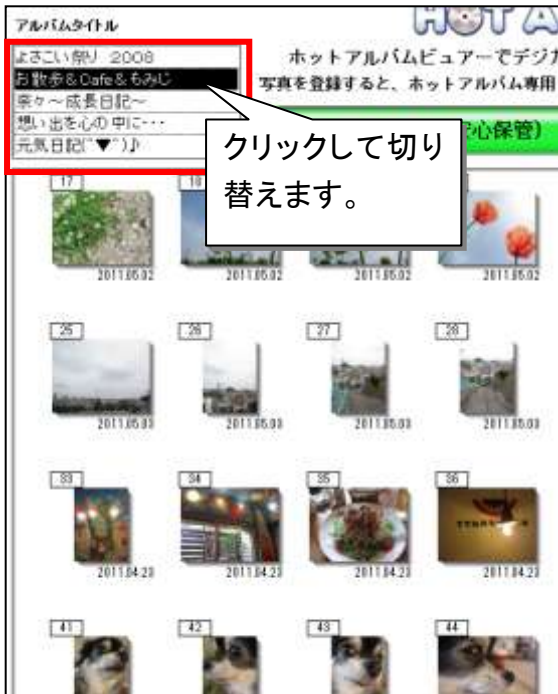 アルバムタイトル
よさこい祭り 2008
お散歩&Cafe&もみじ
奈々～成長日記～
想い出を心の中に・・・
元気日記(~▼~)♪
HOT A
ホットアルバムビュアーでデジカ
写真を登録すると、ホットアルバム専用
心保管)
クリックして切り
替えます。
17
18
2011.05.02
2011.05.02
2011.05.02
2011.05.02
25
26
27
28
2011.05.03
2011.05.03
2011.05.03
2011.05.03
33
34
35
36
2011.04.23
2011.04.23
2011.04.23
2011.04.23
41
42
43
44